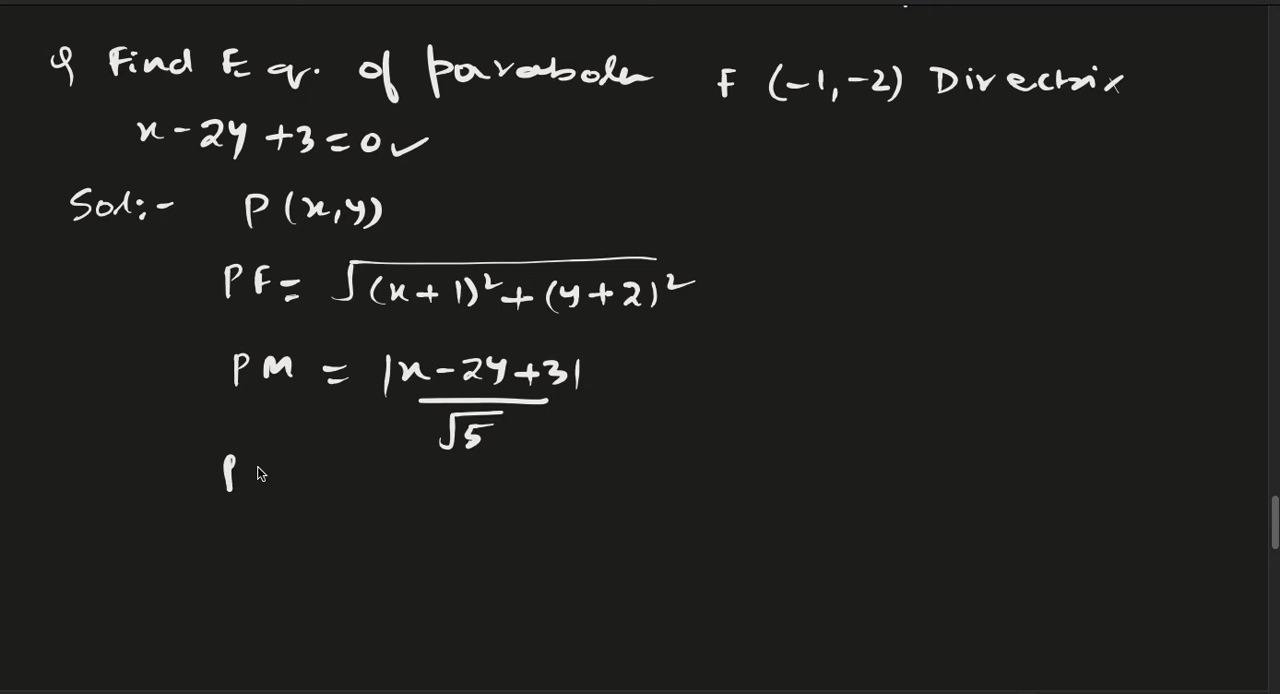 Q Find Eq. of parabola F (-1,-2) Directrix
x-2y+3=0✓
Sol:- P(x,y)
PF= √(x+1)²+(y+2)²
PM = |x-2y+3|
√5
P